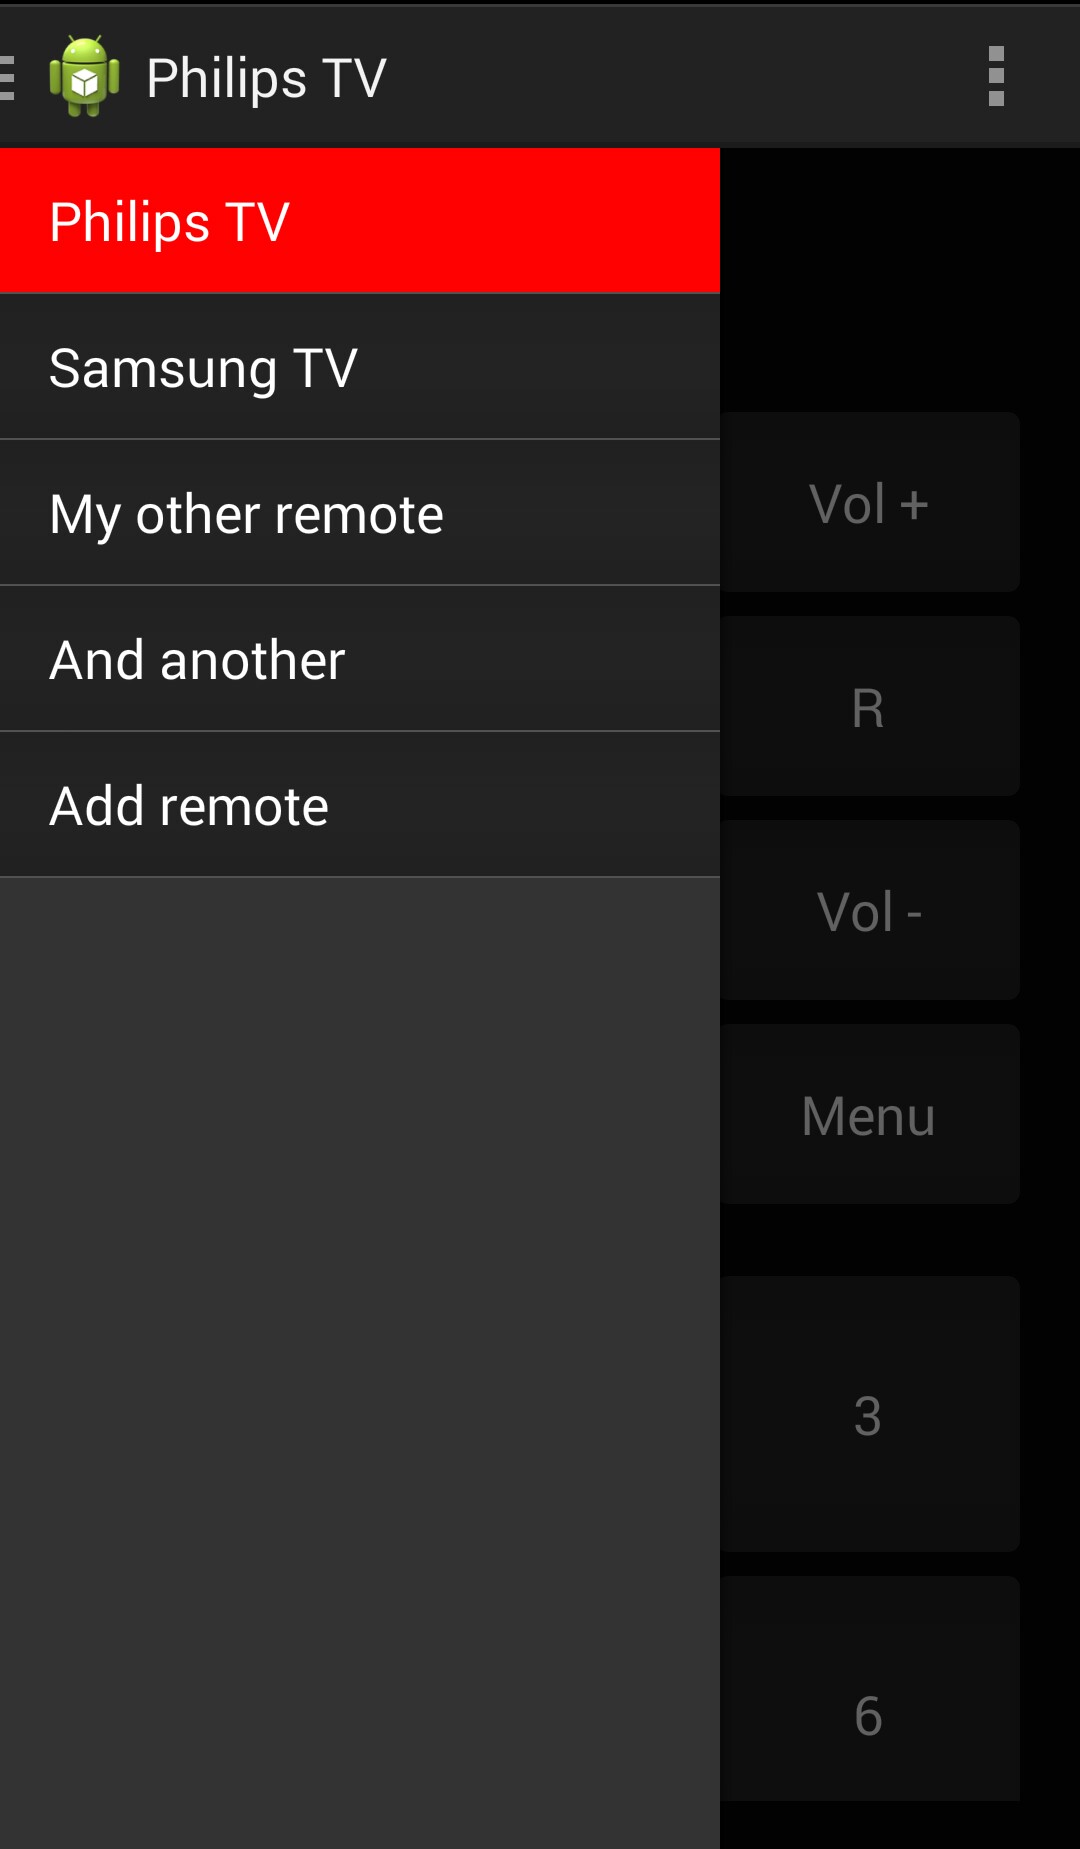 Philips TV
Philips TV
Samsung TV
My other remote
And another
Add remote
Vol +
R
Vol -
Menu
3
6